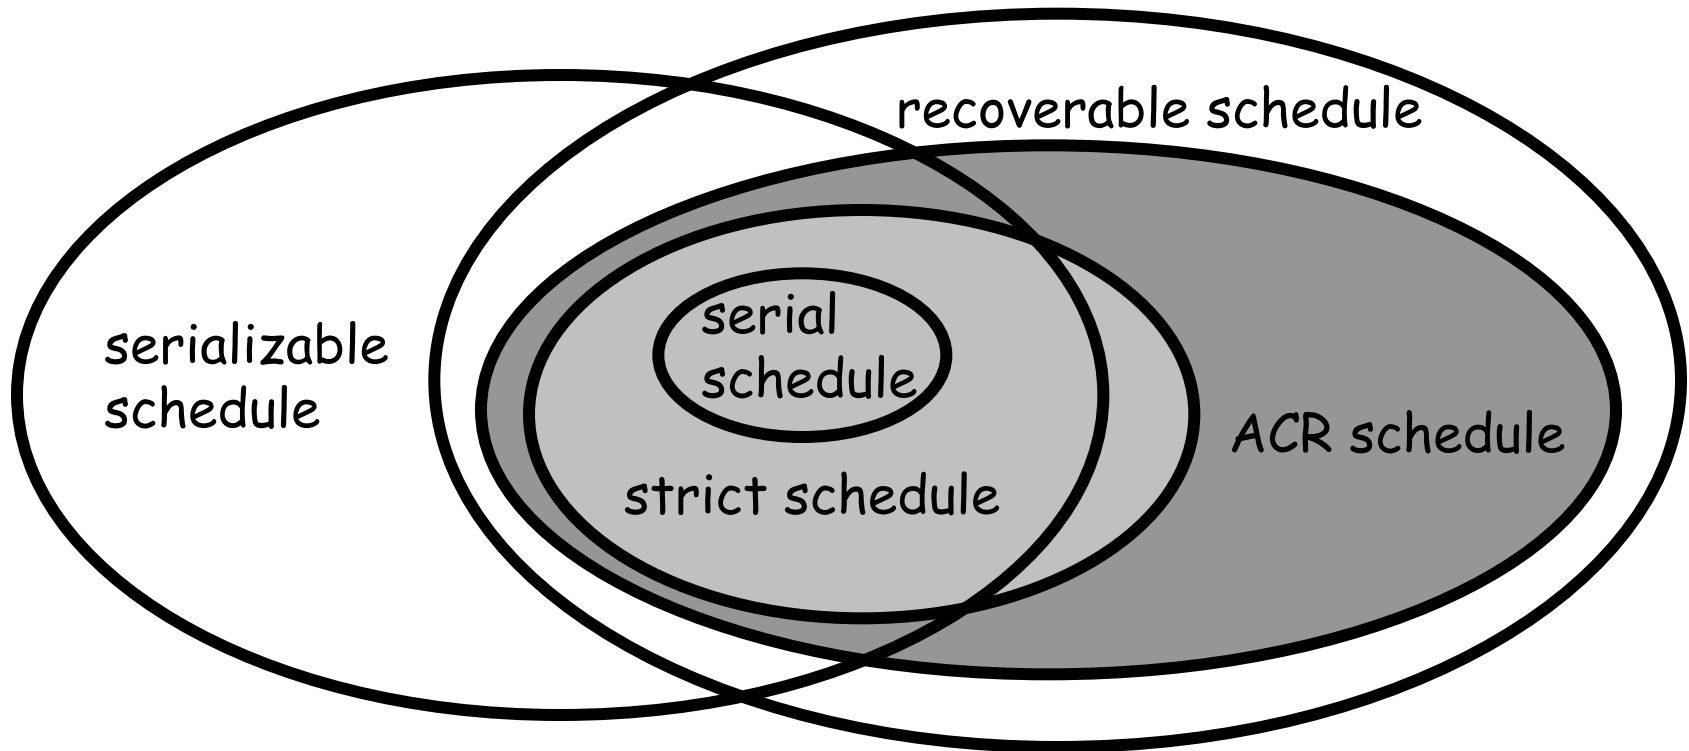 recoverable schedule
serializable
schedule
serial
schedule
ACR schedule
strict schedule